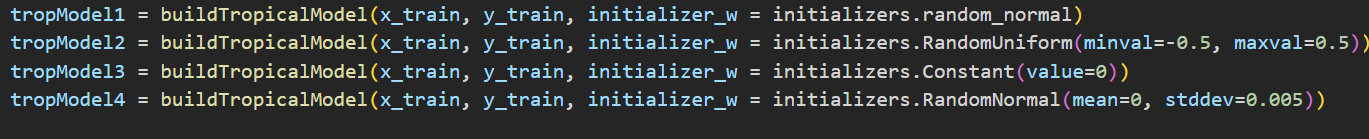 tropModel1 = buildTropicalModel(x_train, y_train, initializer_w = initializers.random_normal)
tropModel2 = buildTropicalModel(x_train, y_train, initializer_w = initializers.RandomUniform(minval=-0.5, maxval=0.5))
tropModel3 = buildTropicalModel(x_train, y_train, initializer_w = initializers.Constant(value=0))
tropModel4 = buildTropicalModel(x_train, y_train, initializer_w = initializers.RandomNormal(mean=0, stddev=0.005))